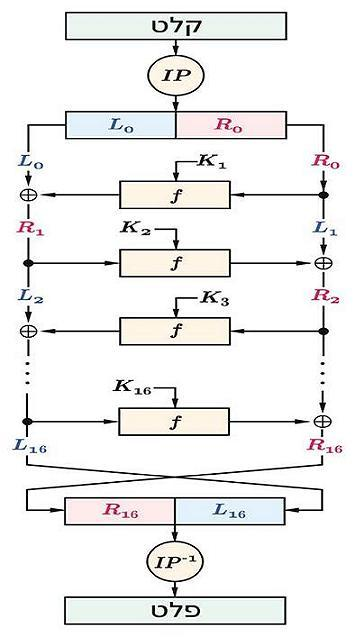 קלט
IP
L₀ R₀
L₀ R₀
K₁
f
R₁ L₁
K₂
f
L₂ R₂
K₃
f
K₁₆
f
L₁₆ R₁₆
R₁₆ L₁₆
IP⁻¹
פלט